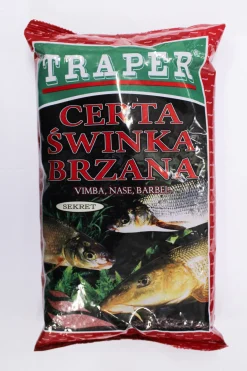 TRAPER
CERTA
ŚWINKA
BRZANA
VIMBA, NASE, BARBEL
SEKRET